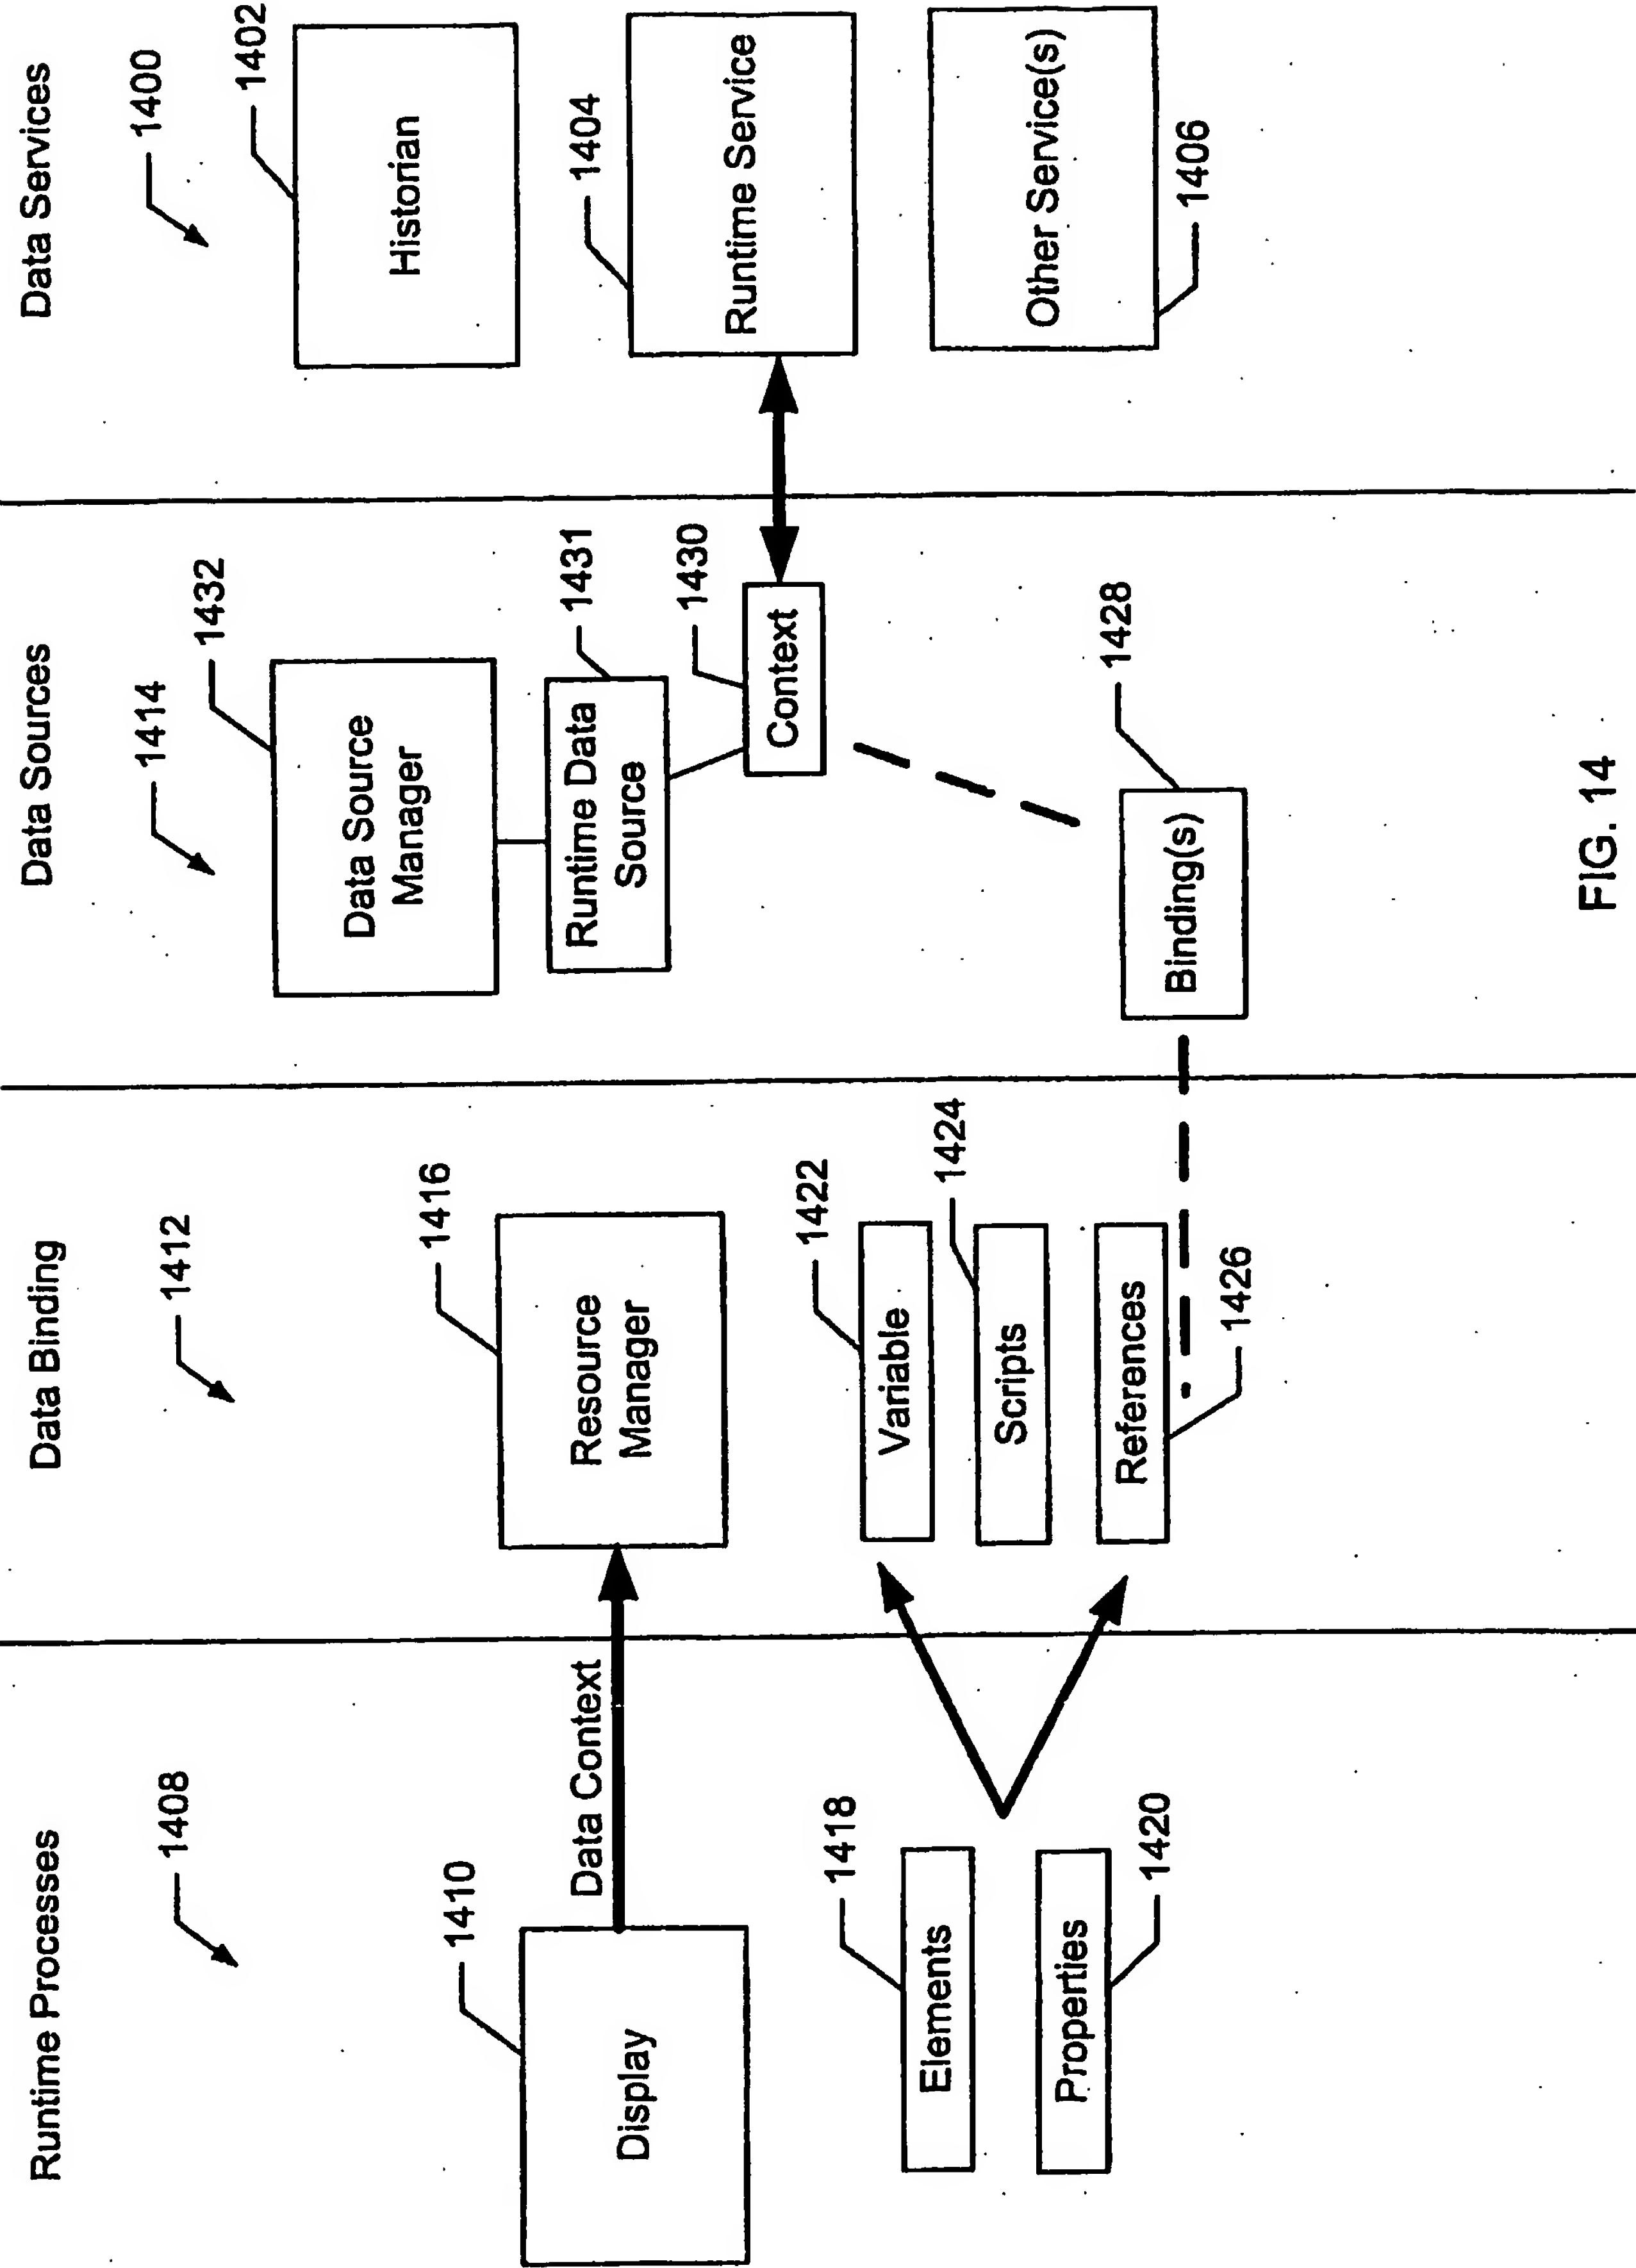 Runtime Processes
1408
1410
Display
Data Context
1418
Elements
Properties
1420
Data Binding
1412
1416
Resource
Manager
1422
Variable
1424
Scripts
References
1426
Data Sources
1414
1432
Data Source
Manager
1431
Runtime Data
Source
1430
Context
1428
Binding(s)
Data Services
1400
1402
Historian
1404
Runtime Service
Other Service(s)
1406
FIG. 14